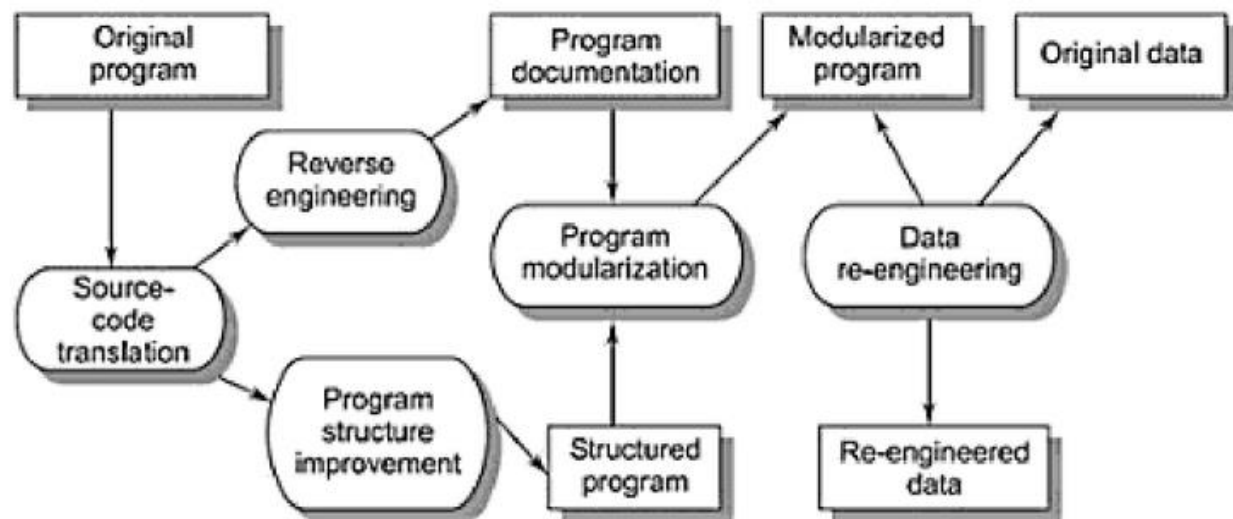 Original
program
Program
documentation
Modularized
program
Original data
Reverse
engineering
Program
modularization
Data
re-engineering
Source-
code
translation
Program
structure
improvement
Structured
program
Re-engineered
data